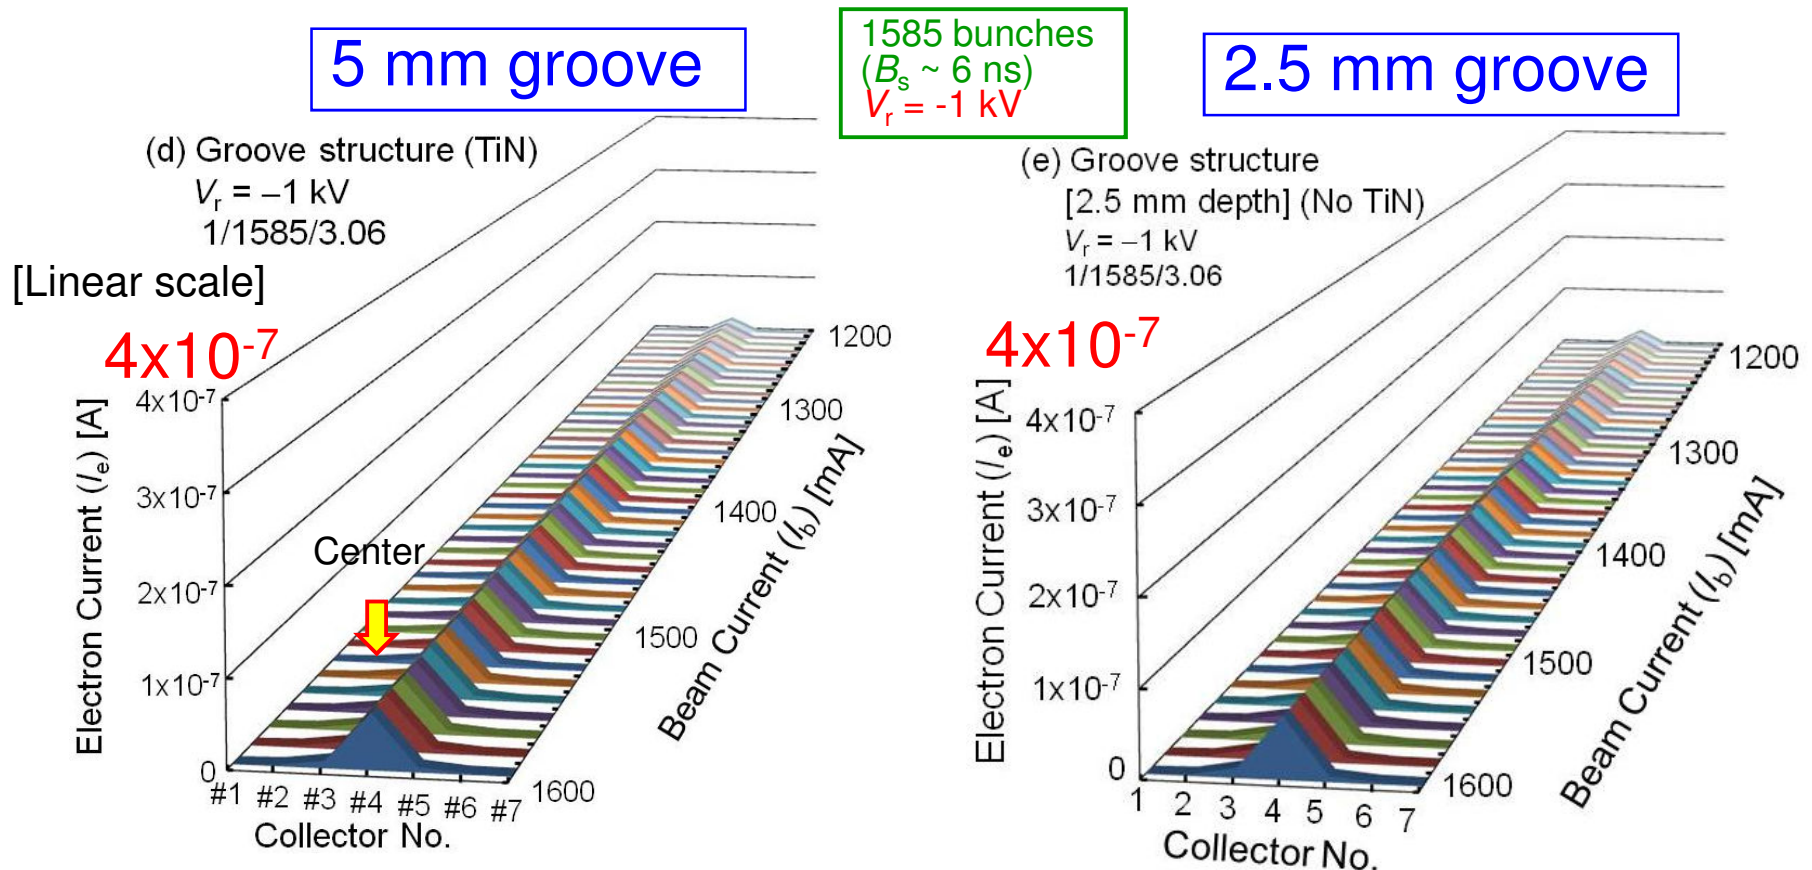 5 mm groove
1585 bunches
(Bs ~ 6 ns)
Vr = -1 kV
2.5 mm groove
(d) Groove structure (TiN)
Vr = –1 kV
1/1585/3.06
[Linear scale]
4x10-7
Electron Current (Ie) [A]
4x10-7
3x10-7
2x10-7
1x10-7
0
Center
#1 #2 #3 #4 #5 #6 #7
Collector No.
1200
1300
1400
1500
1600
Beam Current (Ib) [mA]
(e) Groove structure
[2.5 mm depth] (No TiN)
Vr = –1 kV
1/1585/3.06
4x10-7
Electron Current (Ie) [A]
4x10-7
3x10-7
2x10-7
1x10-7
0
1 2 3 4 5 6 7
Collector No.
1200
1300
1400
1500
1600
Beam Current (Ib) [mA]